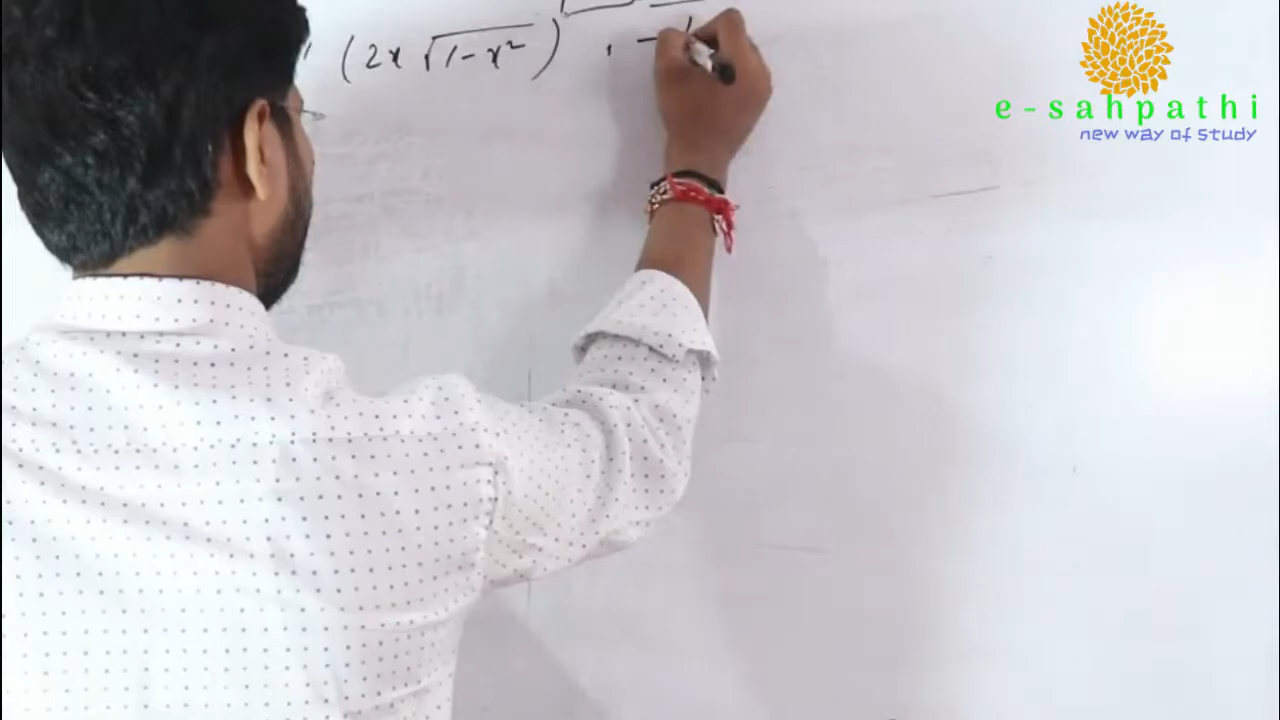 (2x √1-x²) , -
e-sahpathi
new way of study